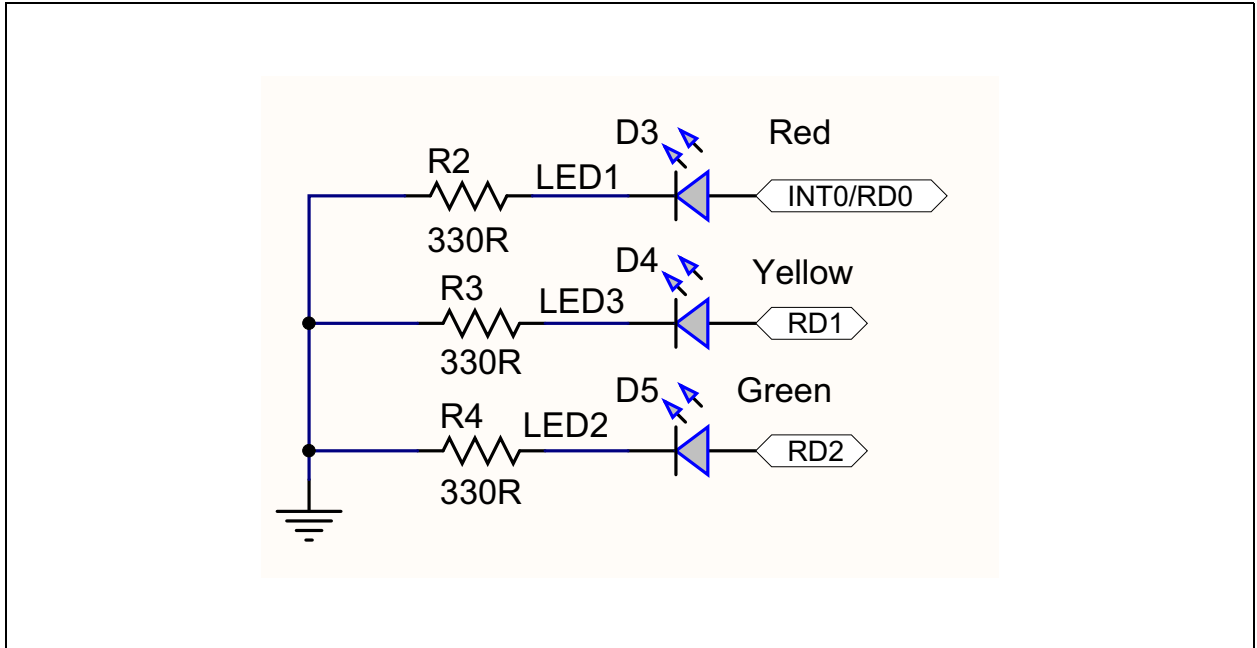 D3 Red
R2 LED1 INT0/RD0
330R
D4 Yellow
R3 LED3 RD1
330R
D5 Green
R4 LED2 RD2
330R